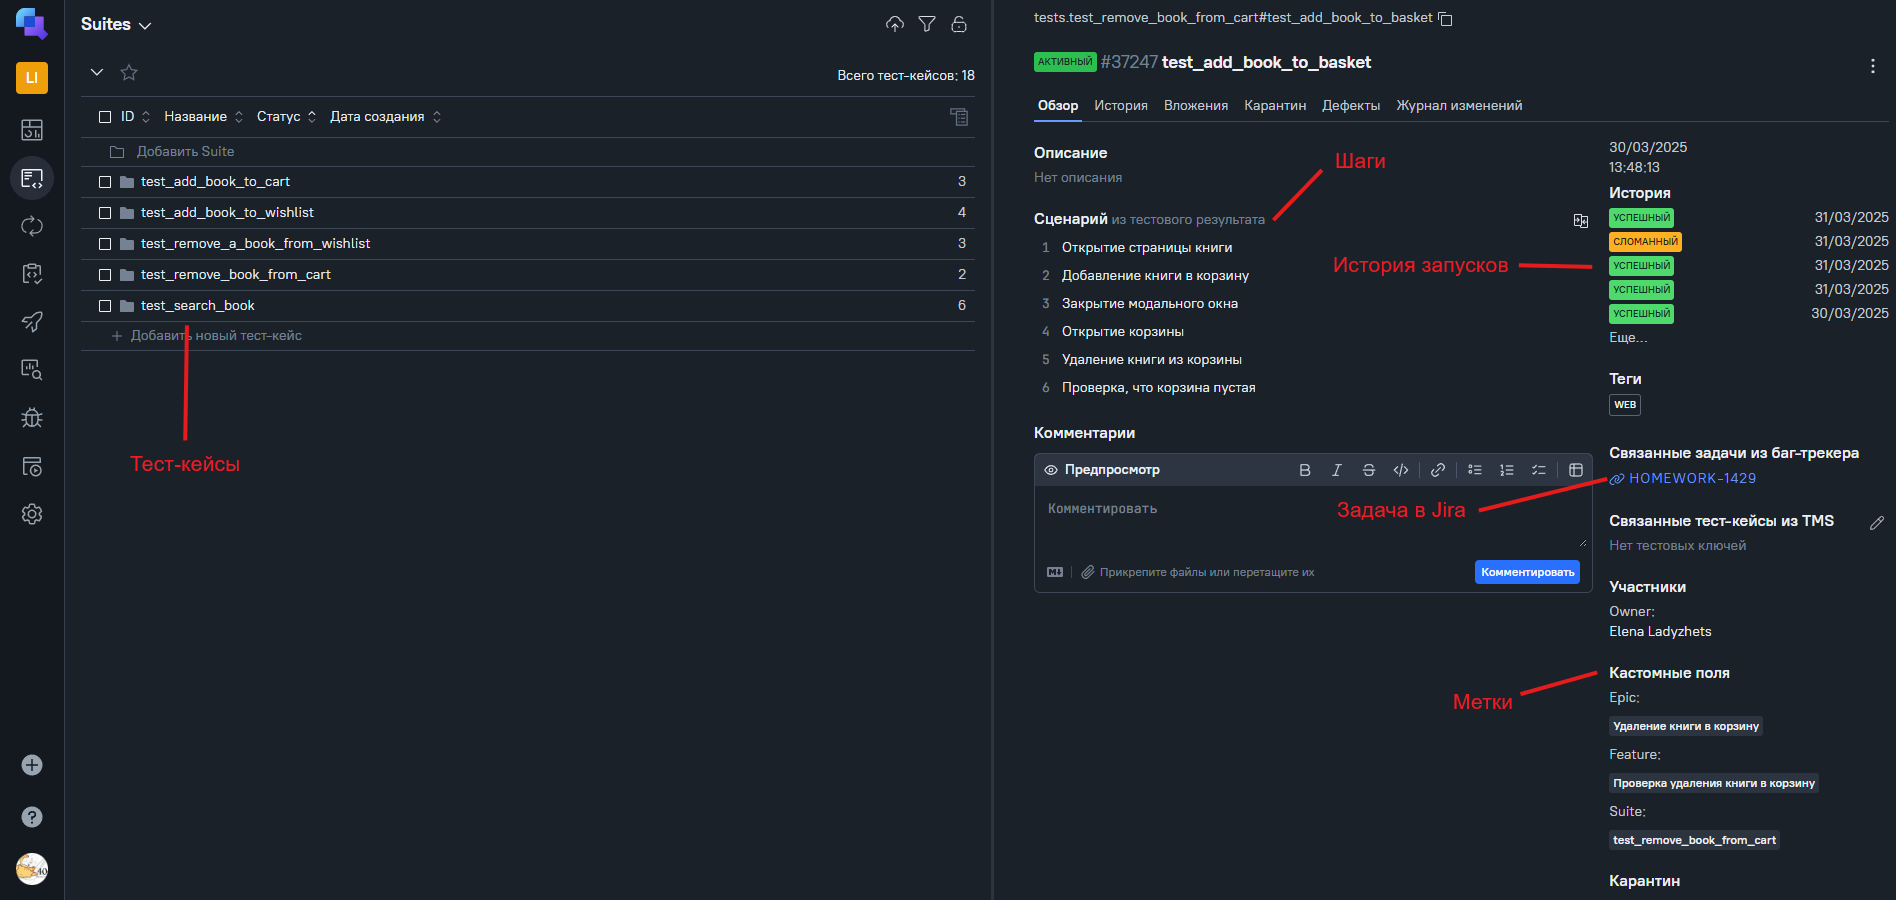 LI
Suites
Всего тест-кейсов: 18
ID Название Статус Дата создания
Добавить Suite
test_add_book_to_cart 3
test_add_book_to_wishlist 4
test_remove_a_book_from_wishlist 3
test_remove_book_from_cart 2
test_search_book 6
Добавить новый тест-кейс
Тест-кейсы
tests.test_remove_book_from_cart#test_add_book_to_basket
АКТИВНЫЙ #37247 test_add_book_to_basket
Обзор История Вложения Карантин Дефекты Журнал изменений
Описание
Нет описания
Шаги
Сценарий из тестового результата
1 Открытие страницы книги
2 Добавление книги в корзину
3 Закрытие модального окна
4 Открытие корзины
5 Удаление книги из корзины
6 Проверка, что корзина пустая
История запусков
Комментарии
Предпросмотр
Комментировать
Задача в Jira
Прикрепите файлы или перетащите их
Комментировать
Метки
30/03/2025
13:48:13
История
УСПЕШНЫЙ 31/03/2025
СЛОМАННЫЙ 31/03/2025
УСПЕШНЫЙ 31/03/2025
УСПЕШНЫЙ 31/03/2025
УСПЕШНЫЙ 30/03/2025
Еще...
Теги
WEB
Связанные задачи из баг-трекера
HOMEWORK-1429
Связанные тест-кейсы из TMS
Нет тестовых ключей
Участники
Owner:
Elena Ladyzhets
Кастомные поля
Epic:
Удаление книги в корзину
Feature:
Проверка удаления книги в корзину
Suite:
test_remove_book_from_cart
Карантин